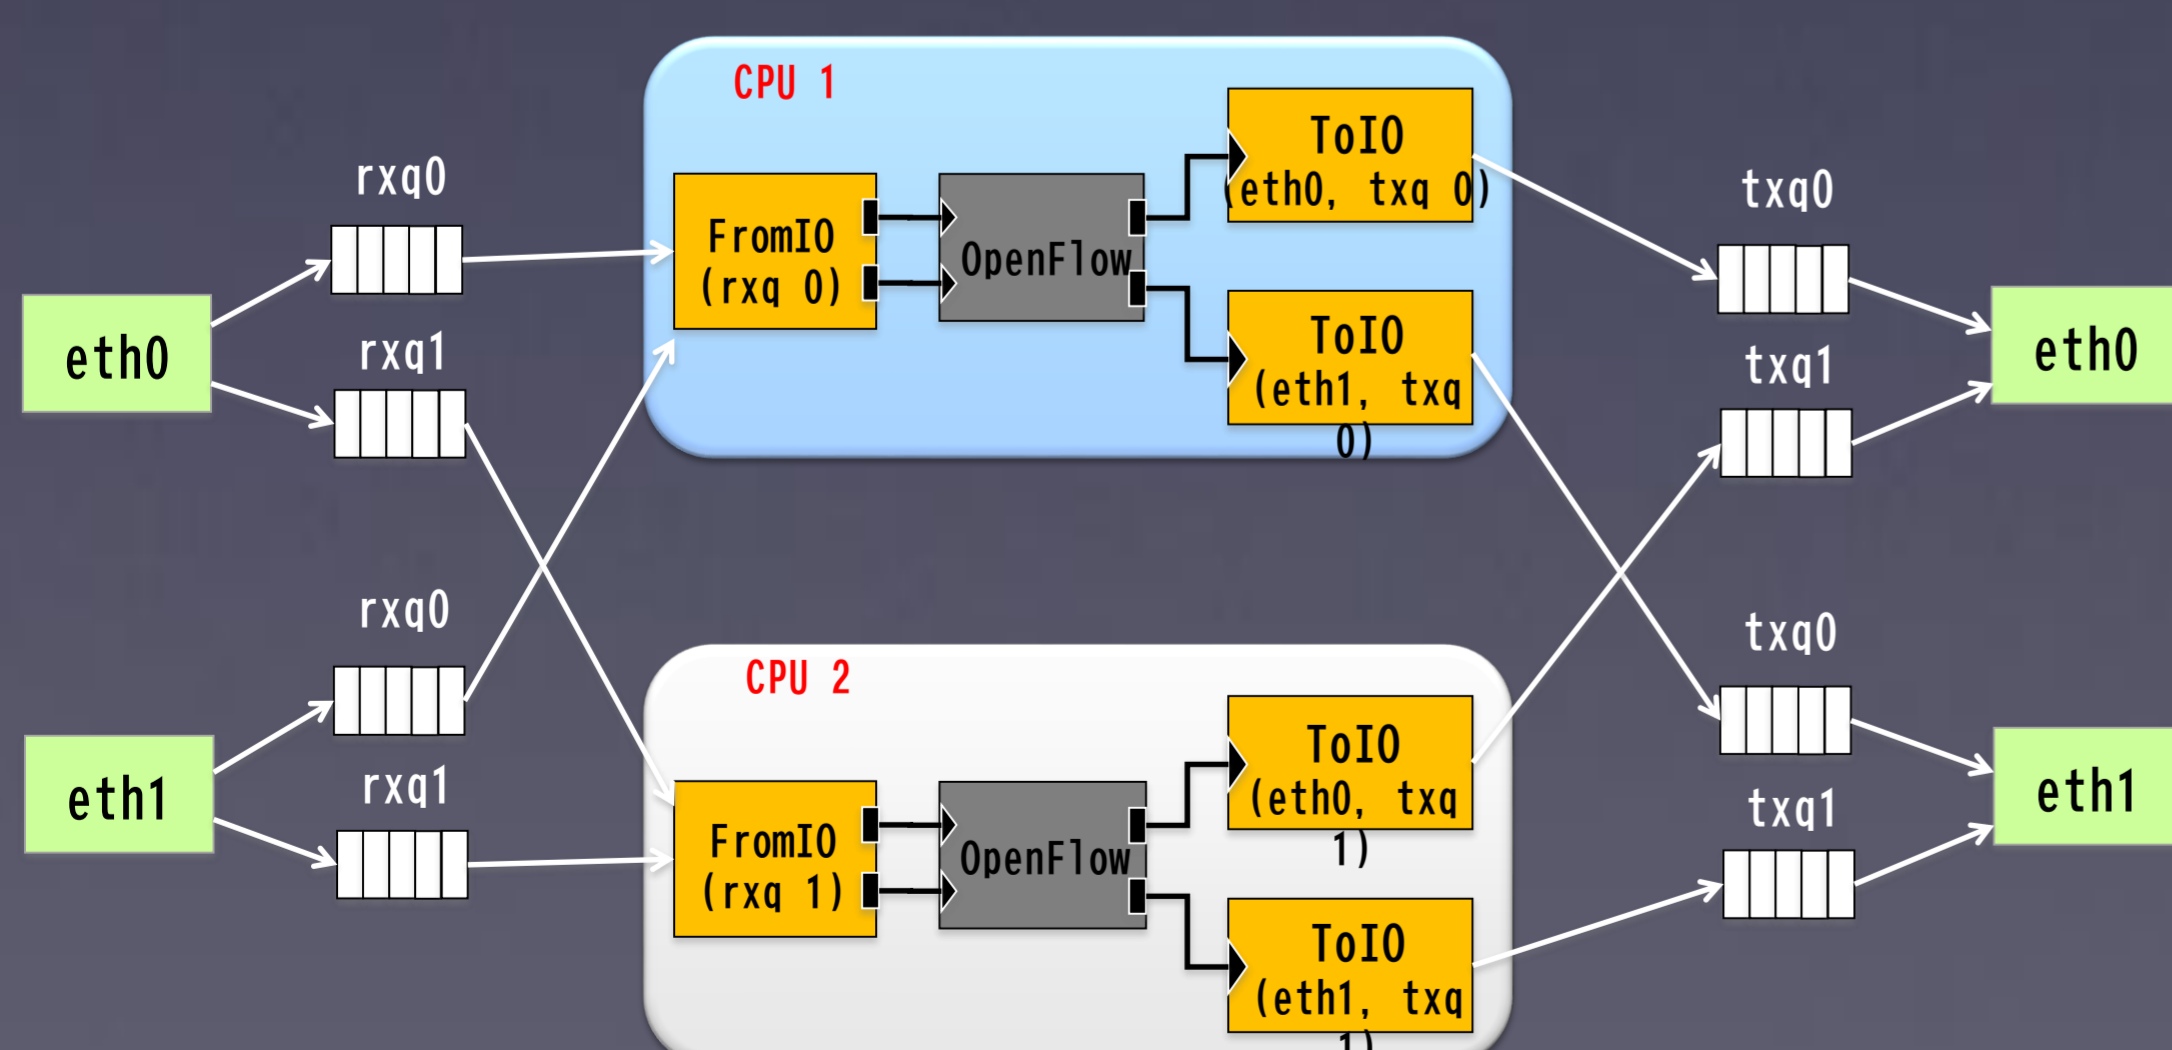 CPU 1
rxq0
eth0
rxq1
FromIO
(rxq 0)
OpenFlow
ToIO
(eth0, txq 0)
ToIO
(eth1, txq
0)
txq0
txq1
eth0
rxq0
eth1
rxq1
CPU 2
FromIO
(rxq 1)
OpenFlow
ToIO
(eth0, txq
1)
ToIO
(eth1, txq
1)
txq0
txq1
eth1